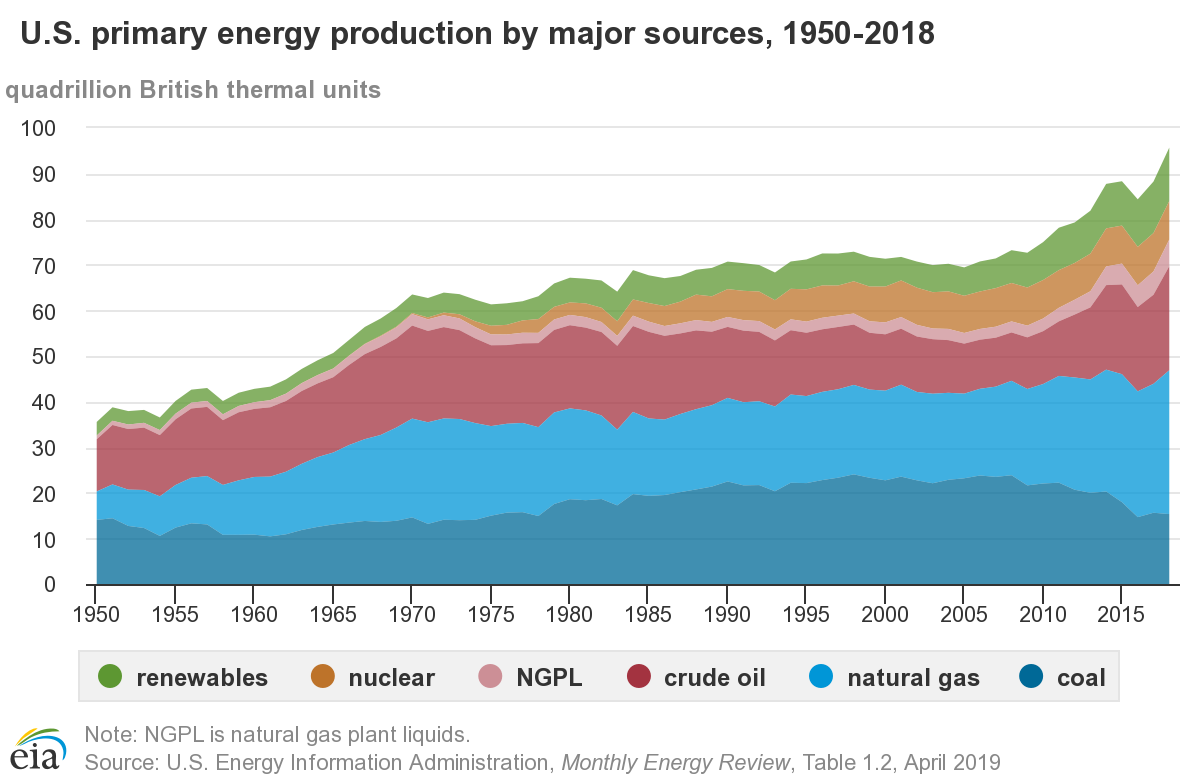 U.S. primary energy production by major sources, 1950-2018
quadrillion British thermal units
100
90
80
70
60
50
40
30
20
10
0
1950 1955 1960 1965 1970 1975 1980 1985 1990 1995 2000 2005 2010 2015
renewables nuclear NGPL crude oil natural gas coal
Note: NGPL is natural gas plant liquids.
eia Source: U.S. Energy Information Administration, Monthly Energy Review, Table 1.2, April 2019